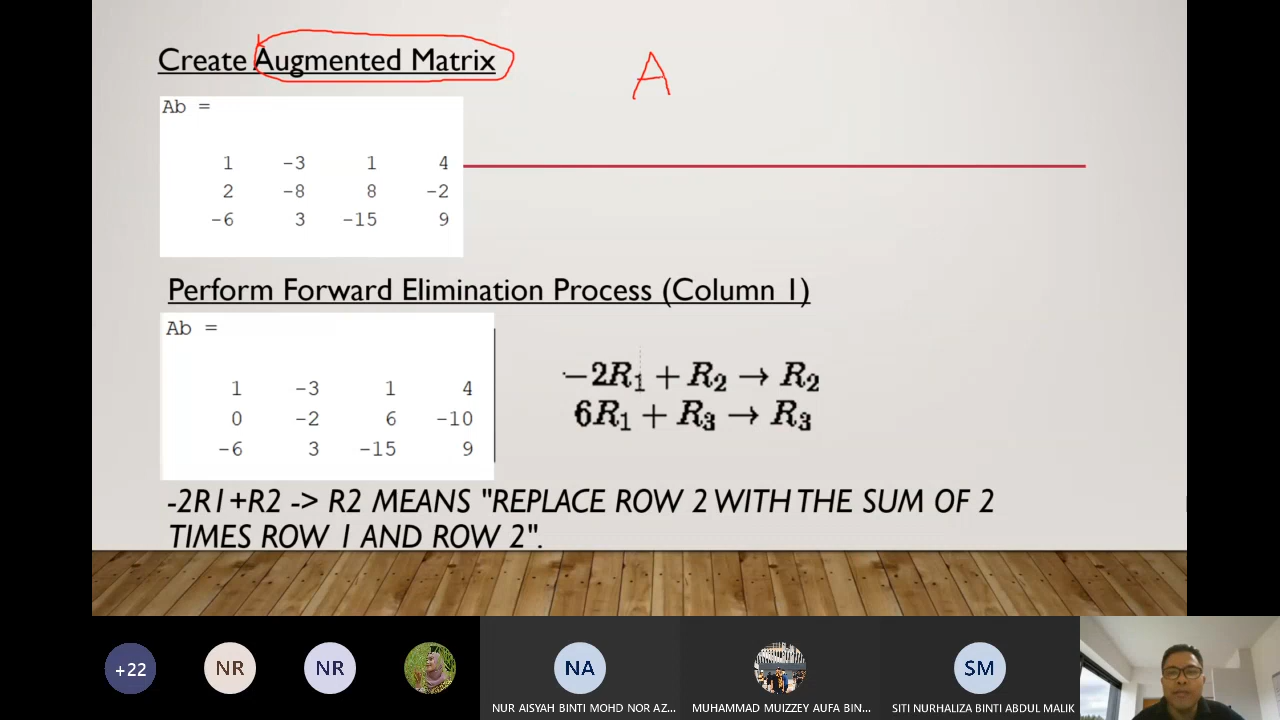 Create Augmented Matrix
A
Ab =
1 -3 1 4
2 -8 8 -2
-6 3 -15 9
Perform Forward Elimination Process (Column 1)
Ab =
1 -3 1 4
0 -2 6 -10
-6 3 -15 9
-2R1 + R2 → R2
6R1 + R3 → R3
-2R1+R2 -> R2 MEANS "REPLACE ROW 2 WITH THE SUM OF 2
TIMES ROW 1 AND ROW 2".
+22
NR
NR
NA
SM
NUR AISYAH BINTI MOHD NOR AZ...
MUHAMMAD MUIZZEY AUFA BIN...
SITI NURHALIZA BINTI ABDUL MALIK